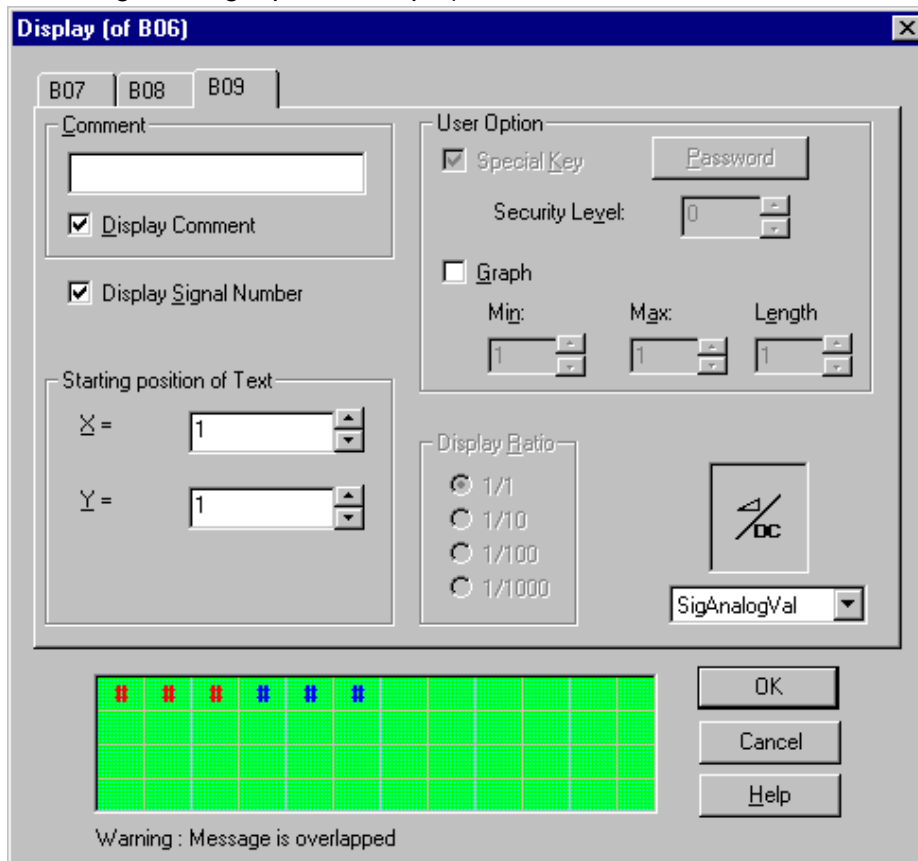 Display (of B06)
B07 B08 B09
Comment
Display Comment
Display Signal Number
Starting position of Text
X = 1
Y = 1
User Option
Special Key Password
Security Level: 0
Graph
Min: Max: Length
1 1 1
Display Ratio
1/1
1/10
1/100
1/1000
DC
SigAnalogVal
# # # # # #
OK
Cancel
Help
Warning : Message is overlapped